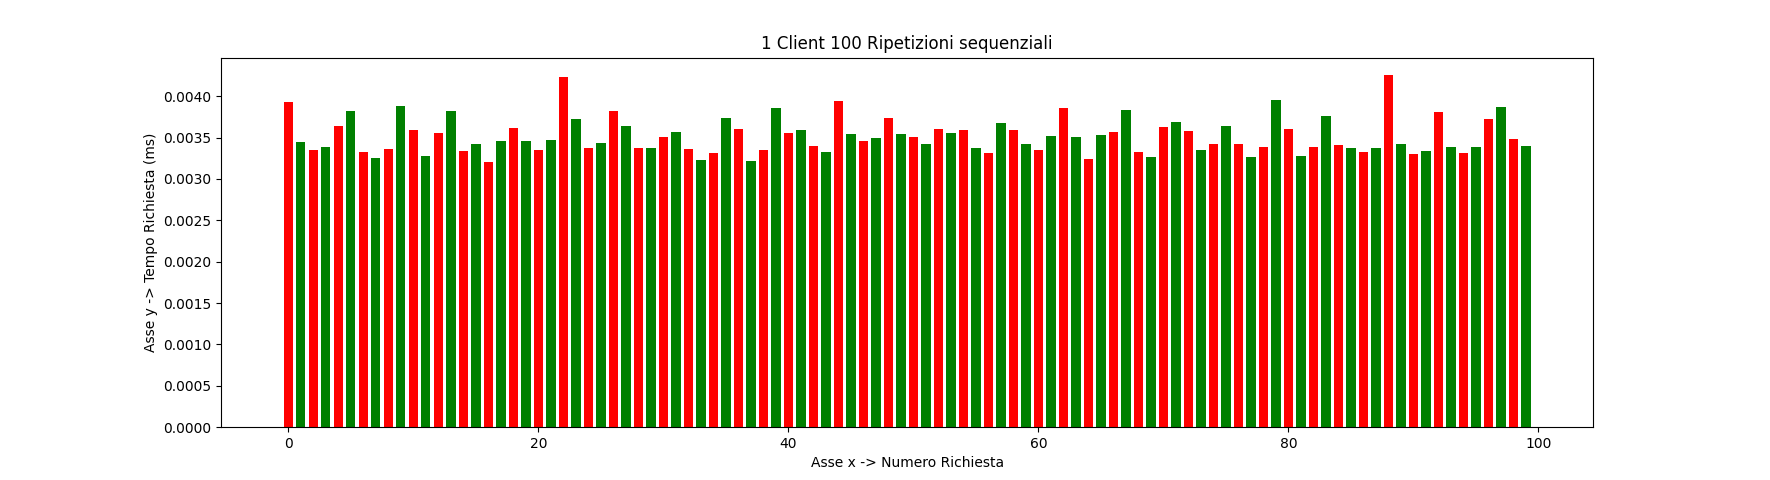 1 Client 100 Ripetizioni sequenziali
Asse y -> Tempo Richiesta (ms)
0.0040
0.0035
0.0030
0.0025
0.0020
0.0015
0.0010
0.0005
0.0000
0 20 40 60 80 100
Asse x -> Numero Richiesta